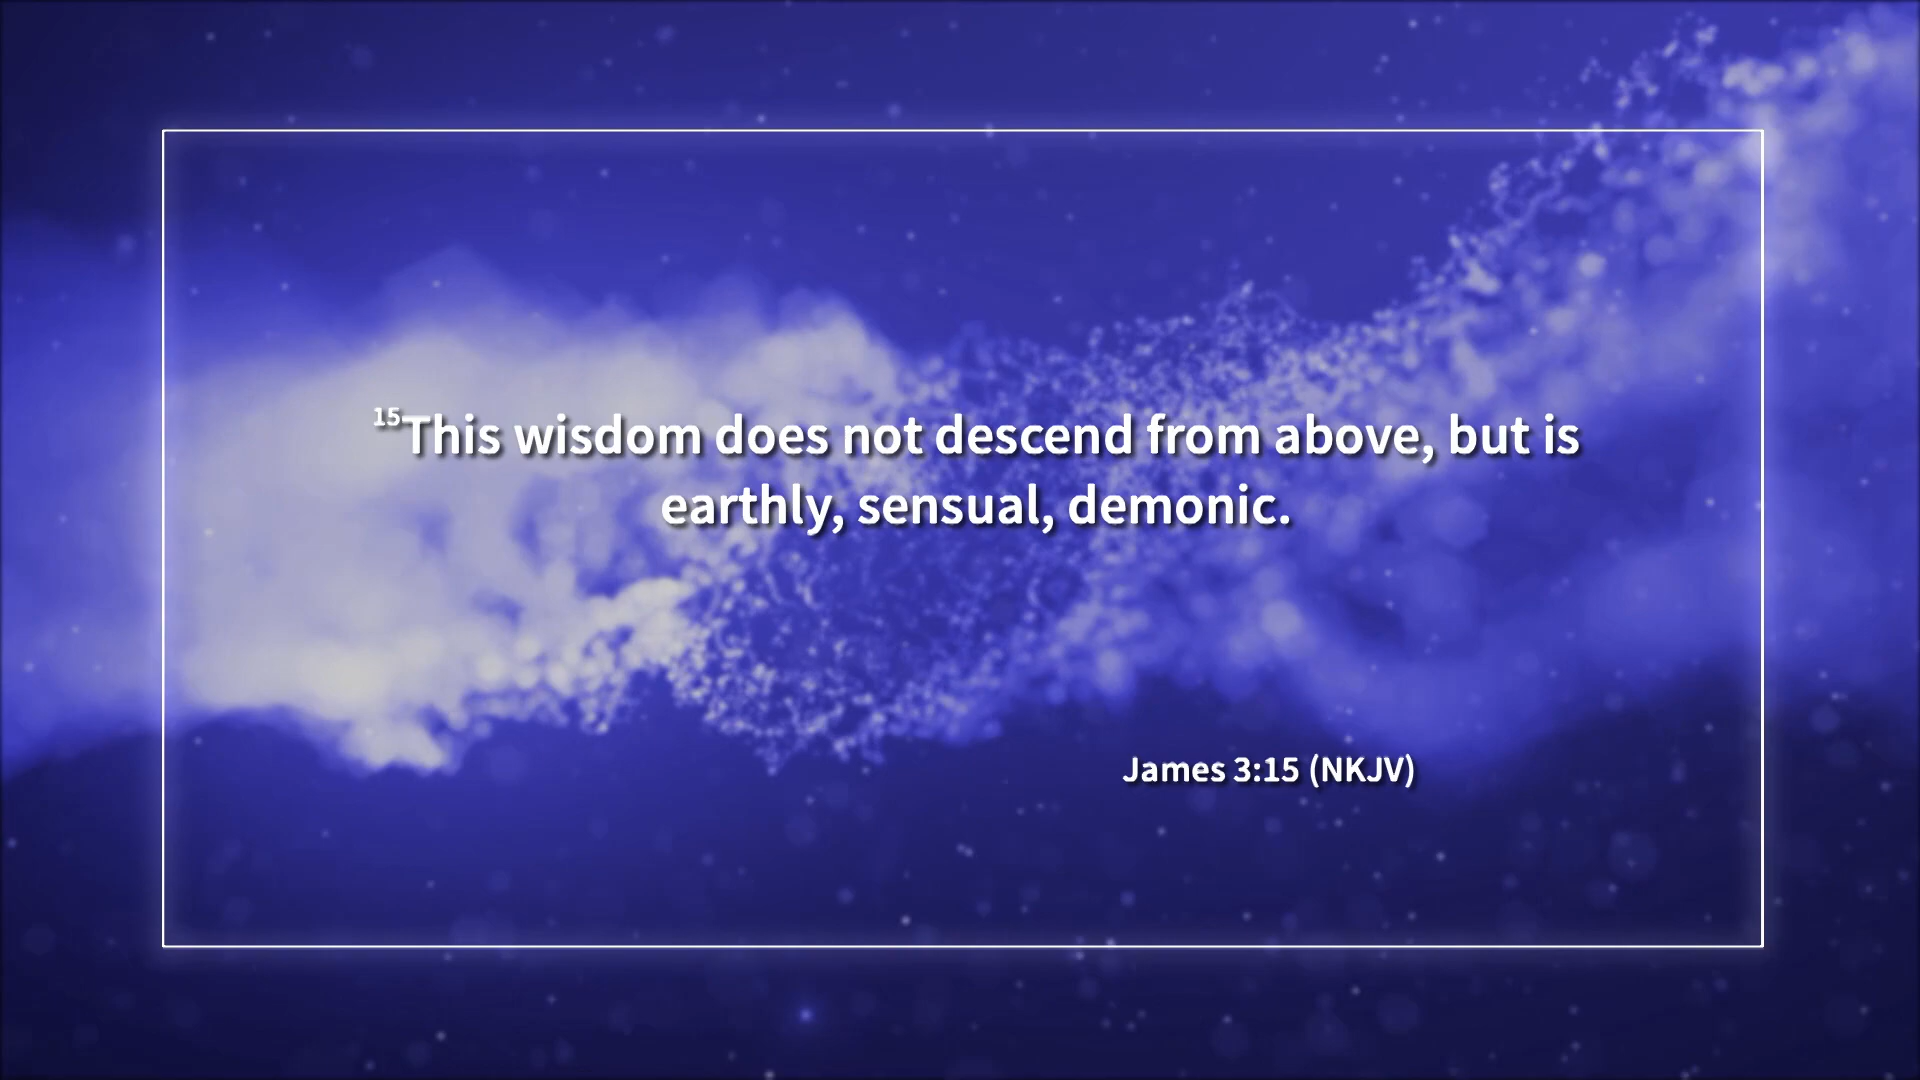 15This wisdom does not descend from above, but is
earthly, sensual, demonic.
James 3:15 (NKJV)